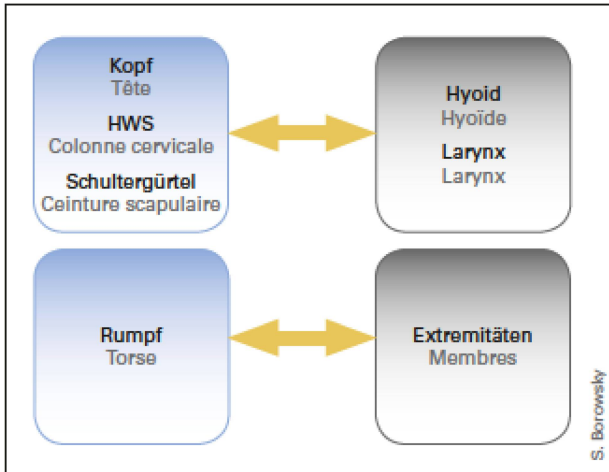 Kopf
Tête
HWS
Colonne cervicale
Schultergürtel
Ceinture scapulaire
Hyoid
Hyoïde
Larynx
Larynx
Rumpf
Torse
Extremitäten
Membres
S. Borowsky